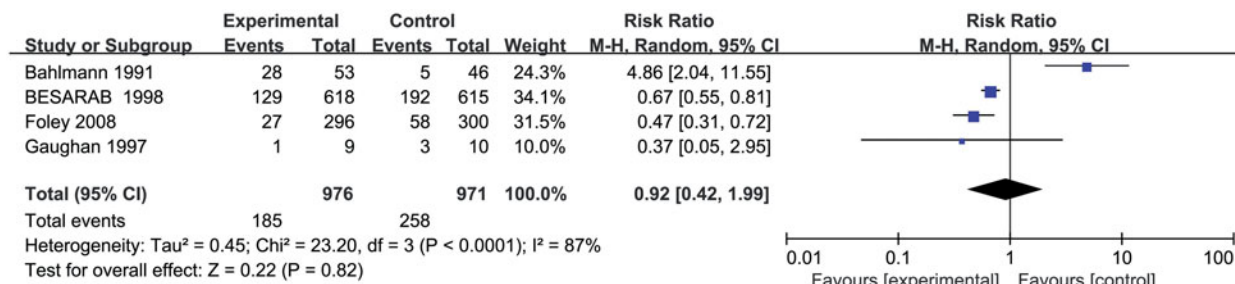 Experimental Control Risk Ratio Risk Ratio
Study or Subgroup Events Total Events Total Weight M-H, Random, 95% CI M-H, Random, 95% CI
Bahlmann 1991 28 53 5 46 24.3% 4.86 [2.04, 11.55]
BESARAB 1998 129 618 192 615 34.1% 0.67 [0.55, 0.81]
Foley 2008 27 296 58 300 31.5% 0.47 [0.31, 0.72]
Gaughan 1997 1 9 3 10 10.0% 0.37 [0.05, 2.95]
Total (95% CI) 976 971 100.0% 0.92 [0.42, 1.99]
Total events 185 258
Heterogeneity: Tau² = 0.45; Chi² = 23.20, df = 3 (P < 0.0001); I² = 87%
Test for overall effect: Z = 0.22 (P = 0.82)
0.01 0.1 1 10 100
Favours [experimental] Favours [control]